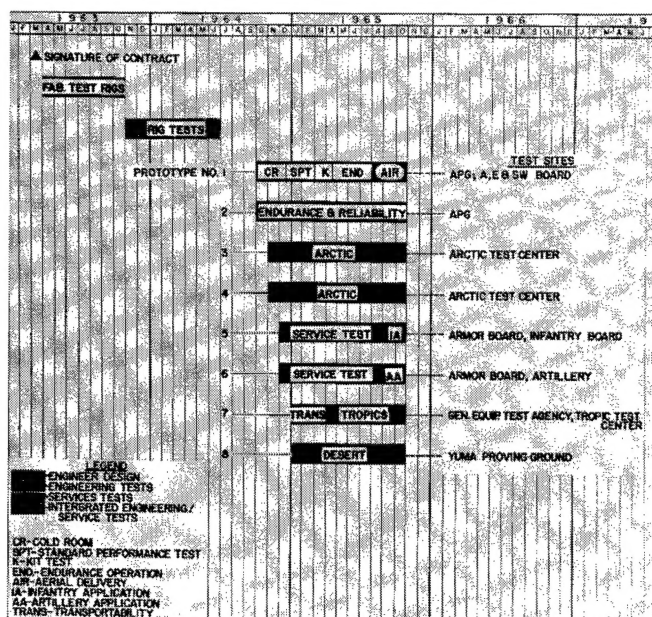 1963 1964 1965 1966 19
J F M A M J J A S O N D J F M A M J J A S O N D J F M A M J J A S O N D J F M A M J J A S O N D J F M A M J
SIGNATURE OF CONTRACT
FAB. TEST RIGS
RIG TESTS
TEST SITES
PROTOTYPE NO. 1 CR SPT K END AIR APG; A, E & SW BOARD
2 ENDURANCE & RELIABILITY APG
3 ARCTIC ARCTIC TEST CENTER
4 ARCTIC ARCTIC TEST CENTER
5 SERVICE TEST IA ARMOR BOARD, INFANTRY BOARD
6 SERVICE TEST AA ARMOR BOARD, ARTILLERY
7 TRANS TROPICS GEN. EQUIP. TEST AGENCY, TROPIC TEST
CENTER
8 DESERT YUMA PROVING GROUND
LEGEND
ENGINEER DESIGN
ENGINEERING TESTS
SERVICES TESTS
INTERGRATED ENGINEERING/
SERVICE TESTS
CR-COLD ROOM
SPT-STANDARD PERFORMANCE TEST
K-KIT TEST
END-ENDURANCE OPERATION
AIR-AERIAL DELIVERY
IA-INFANTRY APPLICATION
AA-ARTILLERY APPLICATION
TRANS-TRANSPORTABILITY